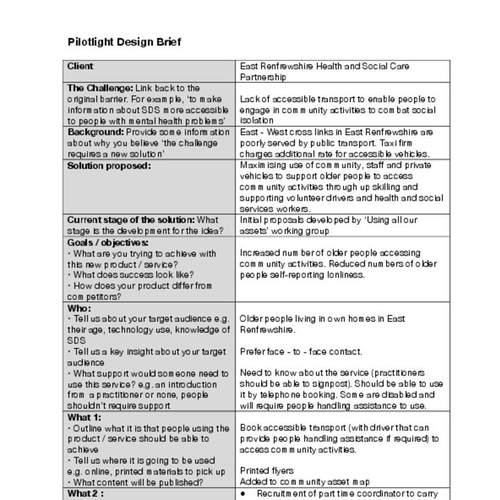 Pilotlight Design Brief
Client
East Renfrewshire Health and Social Care
Partnership
The Challenge: Link back to the
original barrier. For example, 'to make
information about SDS more accessible
to people with mental health problems'
Lack of accessible transport to enable people to
engage in community activities to combat social
isolation
Background: Provide some information
about why you believe 'the challenge
requires a new solution'
East - West cross links in East Renfrewshire are
poorly served by public transport. Taxi firm
charges additional rate for accessible vehicles.
Solution proposed:
Maximising use of community, staff and private
vehicles to support older people to access
community activities through up skilling and
supporting volunteer drivers and health and social
services workers.
Current stage of the solution: What
stage is the development for the idea?
Initial proposals developed by 'Using all our
assets' working group
Goals / objectives:
• What are you trying to achieve with
this new product / service?
• What does success look like?
• How does your product differ from
competitors?
Increased number of older people accessing
community activities. Reduced numbers of older
people self-reporting lonliness.
Who:
• Tell us about your target audience e.g.
their age, technology use, knowledge of
SDS
• Tell us a key insight about your target
audience
• What support would someone need to
use this service? e.g. an introduction
from a practitioner or none, people
shouldn't require support
Older people living in own homes in East
Renfrewshire.
Prefer face - to - face contact.
Need to know about the service (practitioners
should be able to signpost). Should be able to use
it by telephone booking. Some are disabled and
will require people handling assistance to use.
What 1:
• Outline what it is that people using the
product / service should be able to
achieve
• Tell us where it is going to be used
e.g. online, printed materials to pick up
• What content will be published?
Book accessible transport (with driver that can
provide people handling assistance if required) to
access community activities.
Printed flyers
Added to community asset map
What 2 :
● Recruitment of part time coordinator to carry